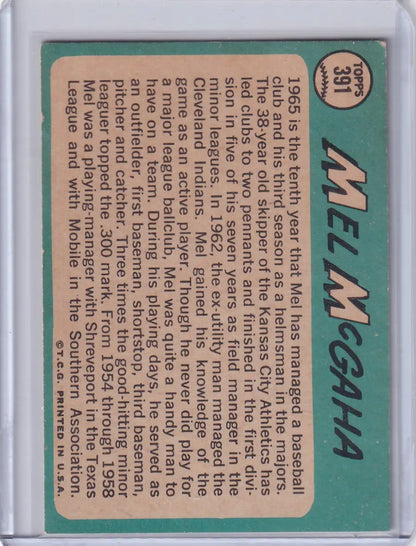 TOPPS
391
MEL McGAHA
1965 is the tenth year that Mel has managed a baseball
club and his third season as a helmsman in the majors.
The 38-year old skipper of the Kansas City Athletics has
led clubs to two pennants and finished in the first divi-
sion in five of his seven years as field manager in the
minor leagues. In 1962, the ex-utility man managed the
Cleveland Indians. Mel gained his knowledge of the
game as an active player. Though he never did play for
a major league ballclub, Mel was quite a handy man to
have on a team. During his playing days, he served as
an outfielder, first baseman, shortstop, third baseman,
pitcher and catcher. Three times the good-hitting minor
leaguer topped the .300 mark. From 1954 through 1958
Mel was a playing-manager with Shreveport in the Texas
League and with Mobile in the Southern Association.
©T.C.G. PRINTED IN U.S.A.